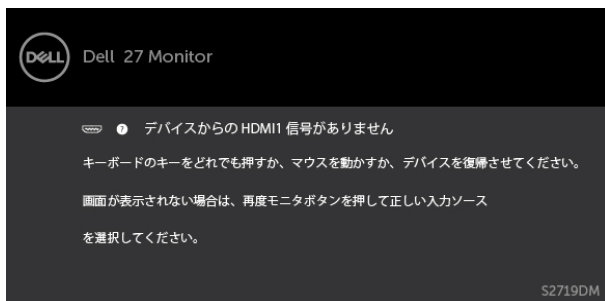 DELL
Dell 27 Monitor
? デバイスからの HDMI1 信号がありません
キーボードのキーをどれでも押すか、マウスを動かすか、デバイスを復帰させてください。
画面が表示されない場合は、再度モニタボタンを押して正しい入力ソース
を選択してください。
S2719DM